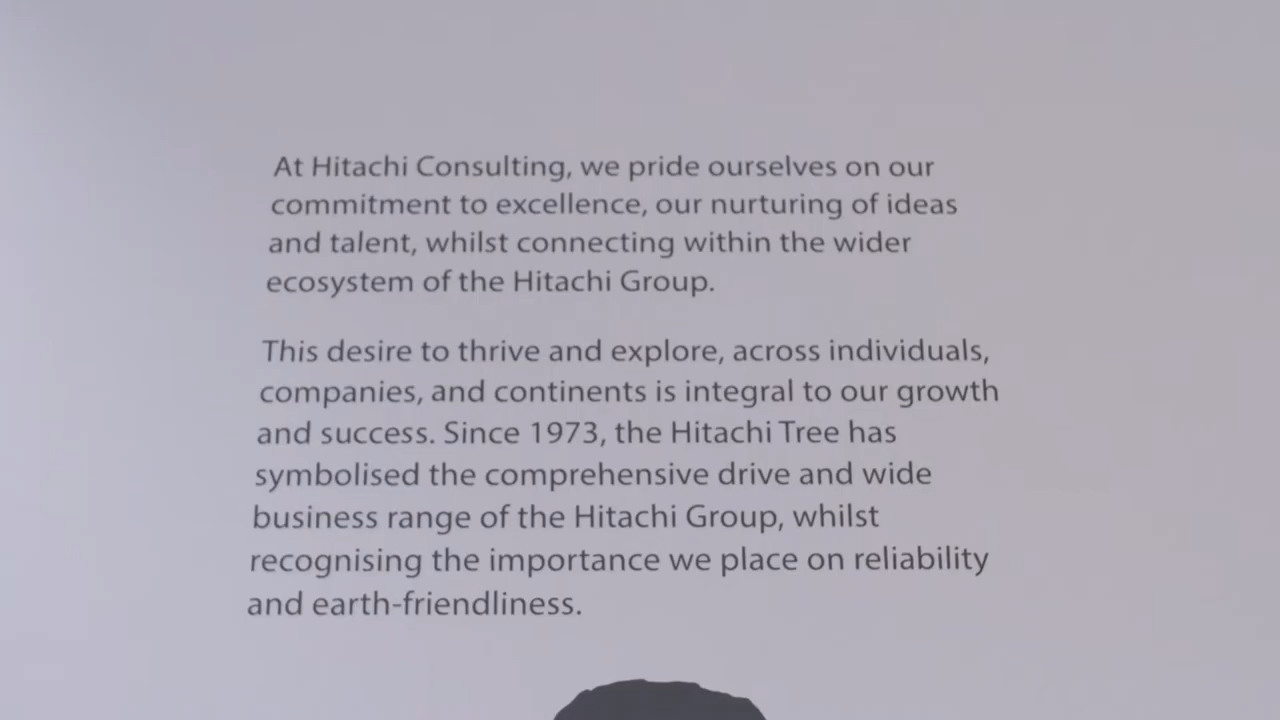 At Hitachi Consulting, we pride ourselves on our
commitment to excellence, our nurturing of ideas
and talent, whilst connecting within the wider
ecosystem of the Hitachi Group.
This desire to thrive and explore, across individuals,
companies, and continents is integral to our growth
and success. Since 1973, the Hitachi Tree has
symbolised the comprehensive drive and wide
business range of the Hitachi Group, whilst
recognising the importance we place on reliability
and earth-friendliness.